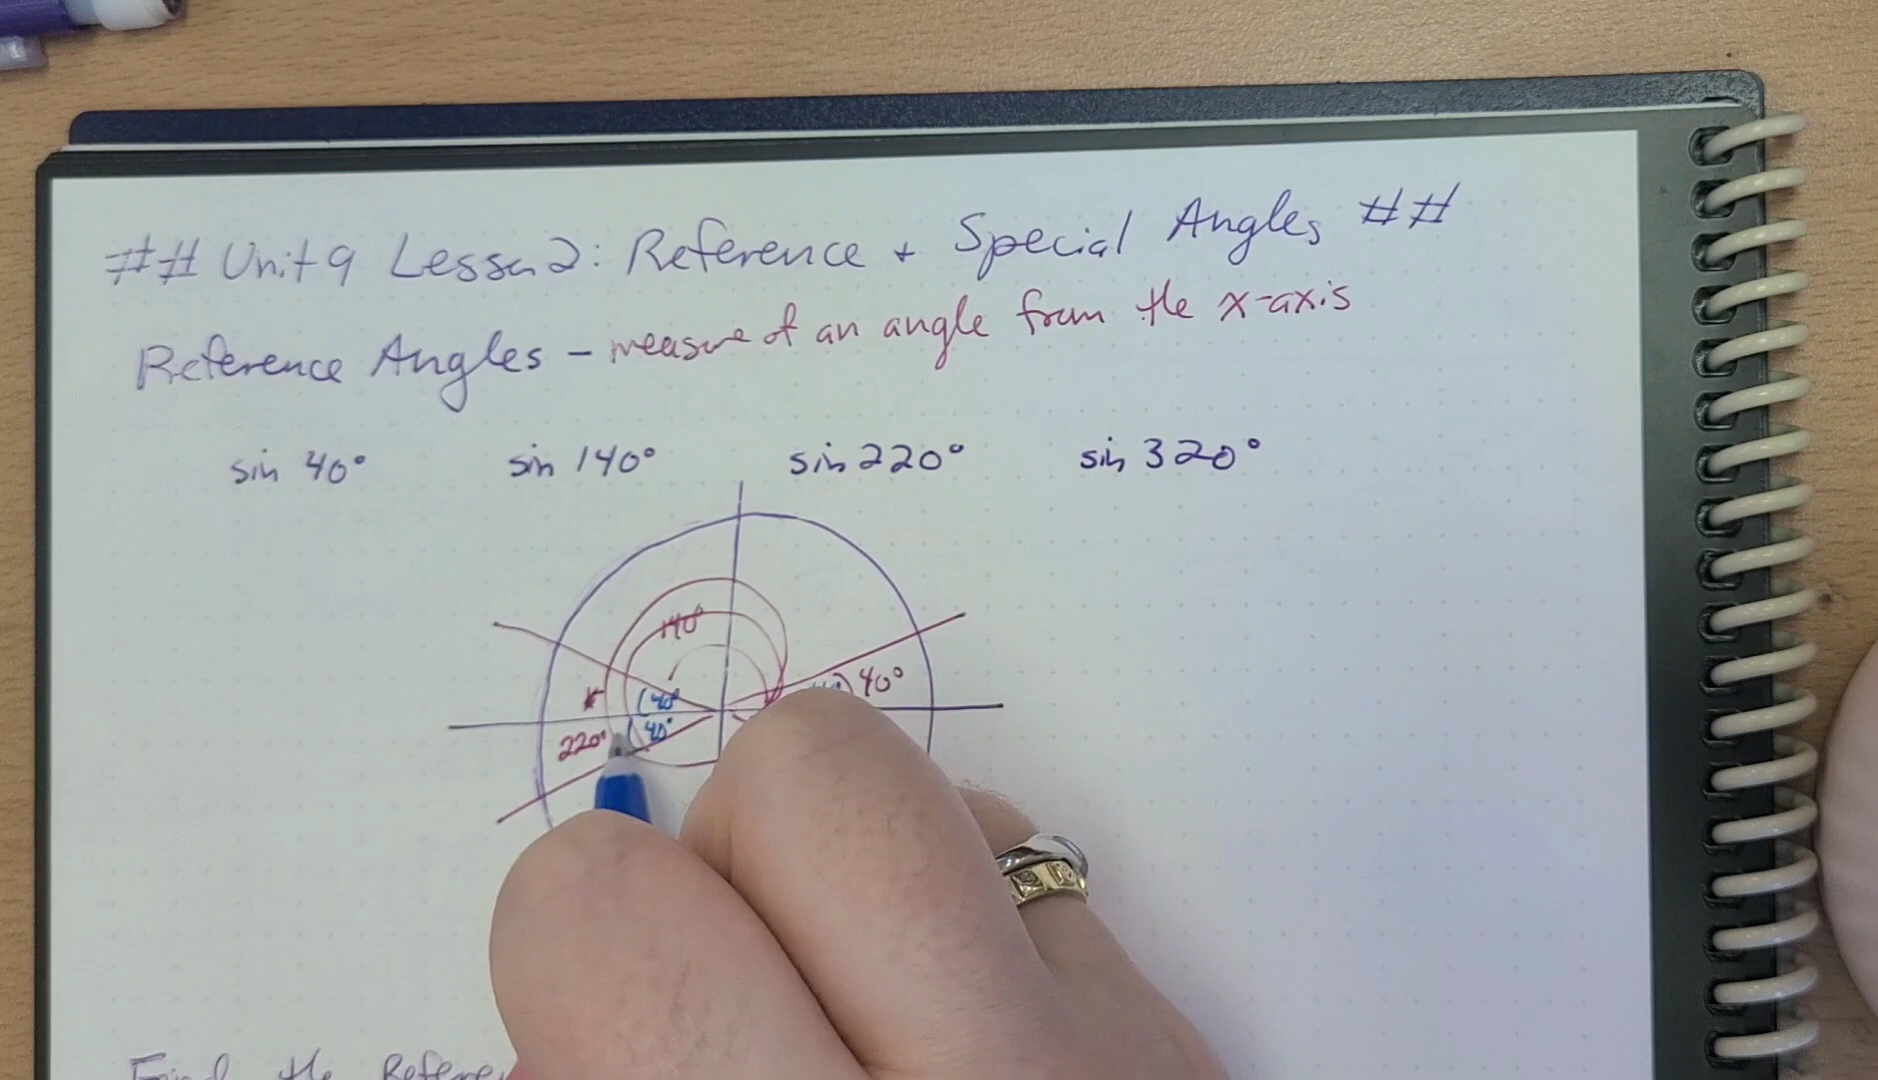 ## Unit 9 Lesson 2: Reference + Special Angles ##
Reference Angles - measure of an angle from the x-axis
sin 40° sin 140° sin 220° sin 320°
140°
40° 40°
220° 40°
Find the